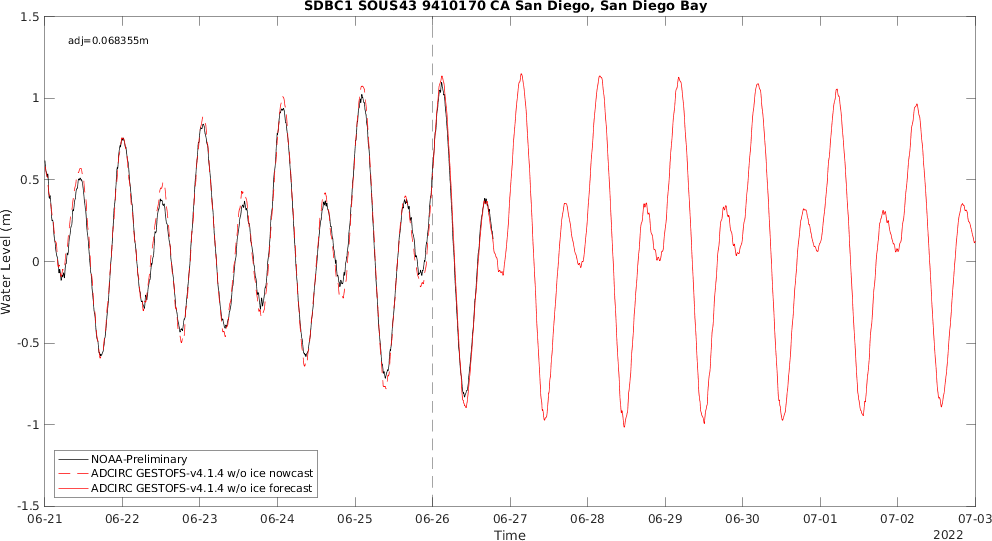 SDBC1 SOUS43 9410170 CA San Diego, San Diego Bay
adj=0.068355m
1.5
1
0.5
0
-0.5
-1
-1.5
Water Level (m)
NOAA-Preliminary
ADCIRC GESTOFS-v4.1.4 w/o ice nowcast
ADCIRC GESTOFS-v4.1.4 w/o ice forecast
06-21 06-22 06-23 06-24 06-25 06-26 06-27 06-28 06-29 06-30 07-01 07-02 07-03
Time
2022